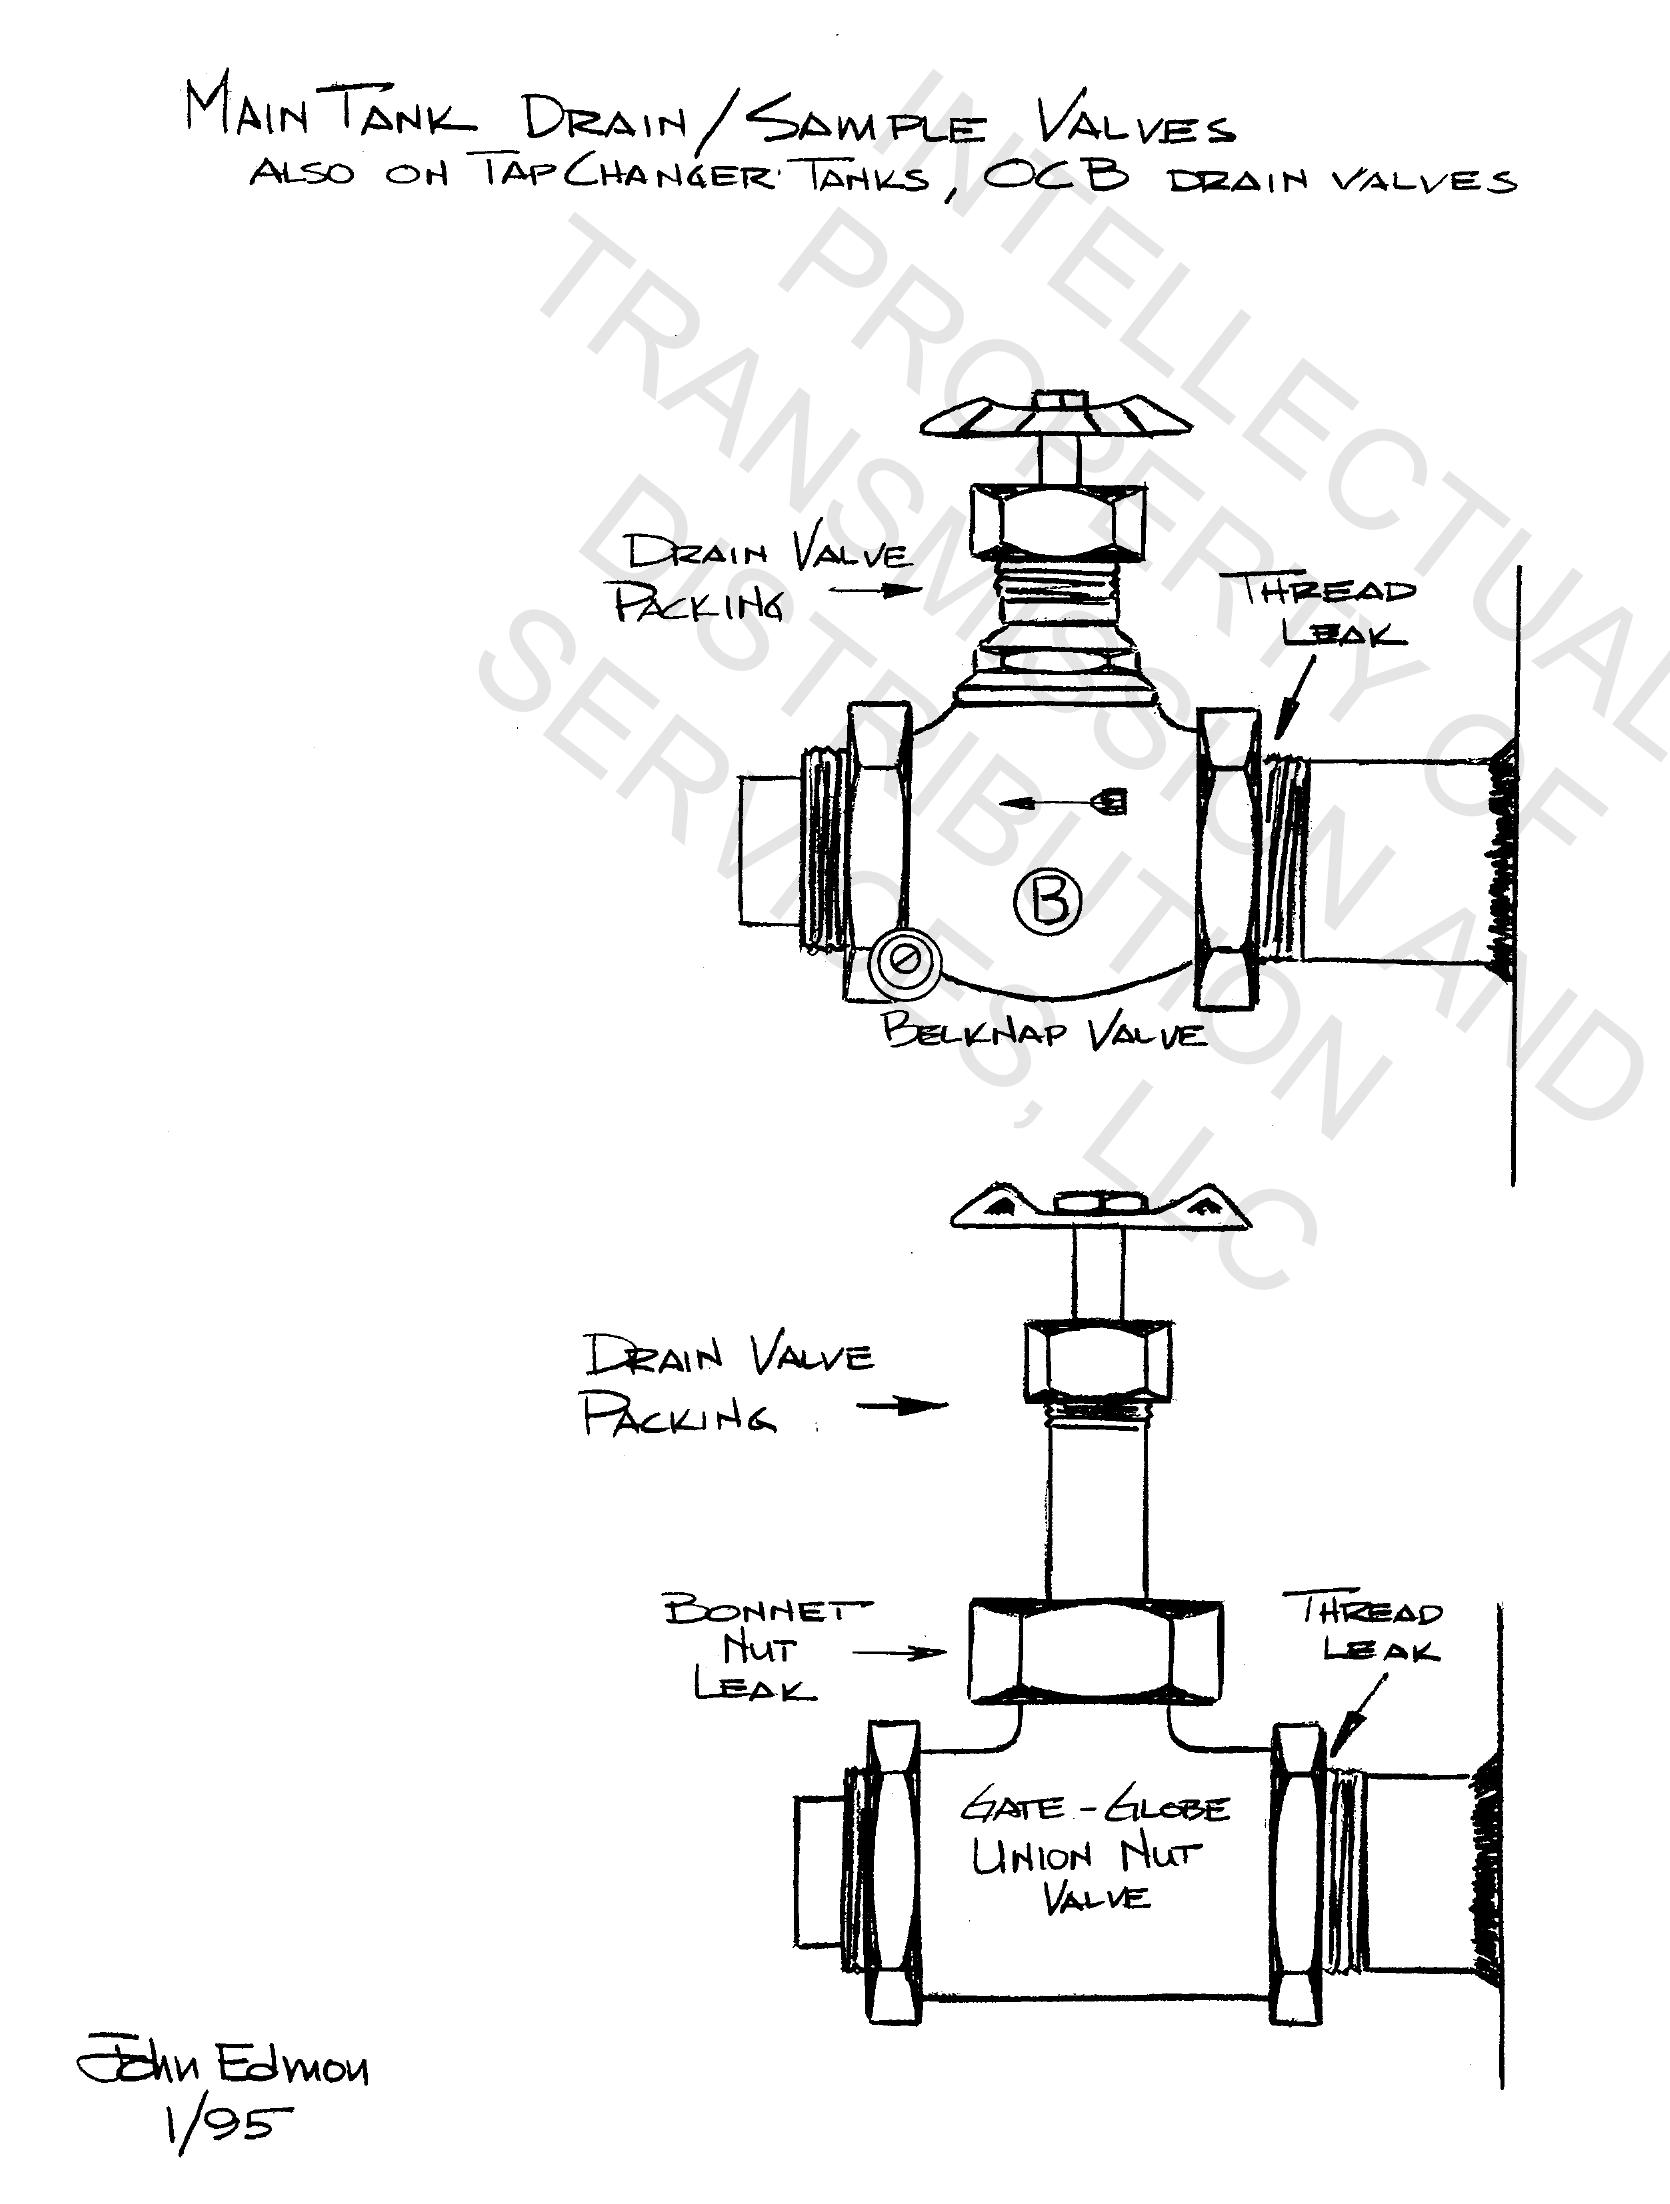 MAIN TANK DRAIN/SAMPLE VALVES
ALSO ON TAP CHANGER TANKS, OCB DRAIN VALVES
INTELLECTUAL
PROPERTY OF
TRANSMISSION AND
DISTRIBUTION
SERVICES, LLC
DRAIN VALVE
PACKING
THREAD
LEAK
B
BELKNAP VALVE
DRAIN VALVE
PACKING
BONNET
NUT
LEAK
THREAD
LEAK
GATE-GLOBE
UNION NUT
VALVE
John Edmon
1/95